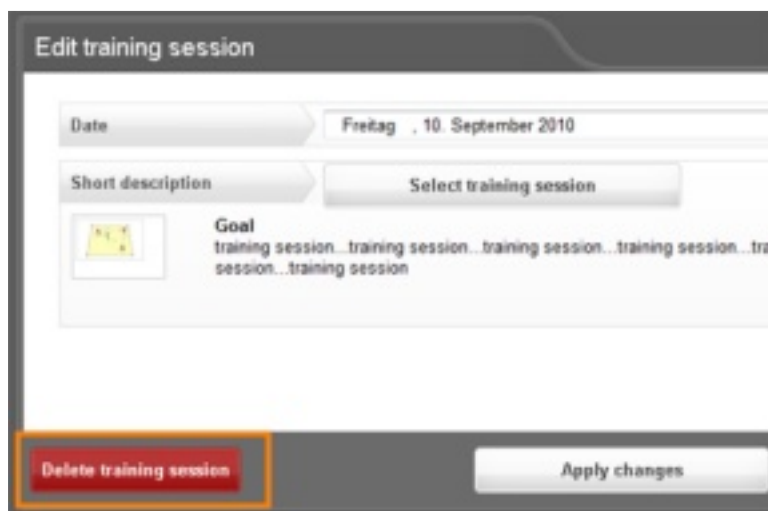 Edit training session
Date
Freitag , 10. September 2010
Short description
Select training session
Goal
training session...training session...training session...training session...tra
session...training session
Delete training session
Apply changes